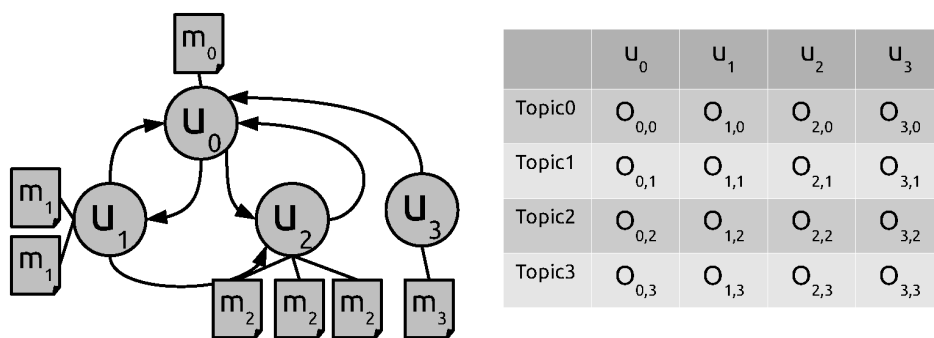 m₀
u₀
m₁
m₁
u₁
u₂
u₃
m₂ m₂ m₂ m₃
u₀ u₁ u₂ u₃
Topic0 O₀,₀ O₁,₀ O₂,₀ O₃,₀
Topic1 O₀,₁ O₁,₁ O₂,₁ O₃,₁
Topic2 O₀,₂ O₁,₂ O₂,₂ O₃,₂
Topic3 O₀,₃ O₁,₃ O₂,₃ O₃,₃